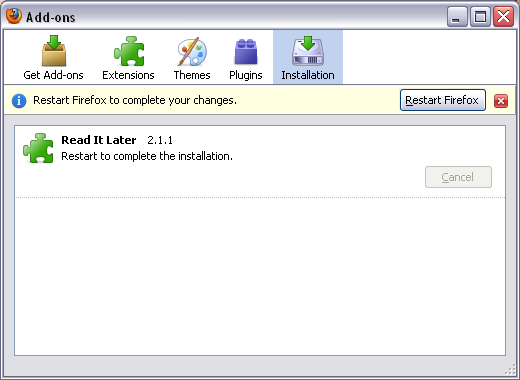 Add-ons
Get Add-ons Extensions Themes Plugins Installation
Restart Firefox to complete your changes. Restart Firefox
Read It Later 2.1.1
Restart to complete the installation.
Cancel